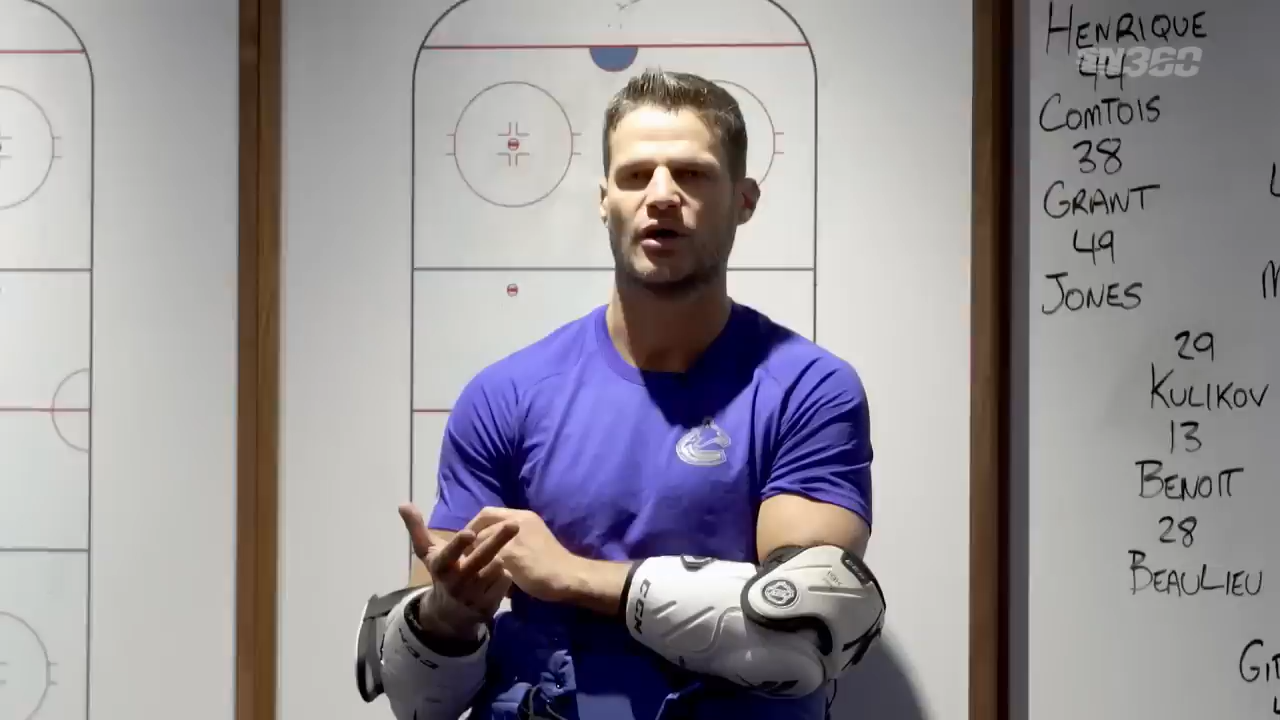 HENRIQUE
SN360
44
COMTOIS
38
GRANT
49
JONES
29
KULIKOV
13
BENOIT
28
BEAULIEU
CCM